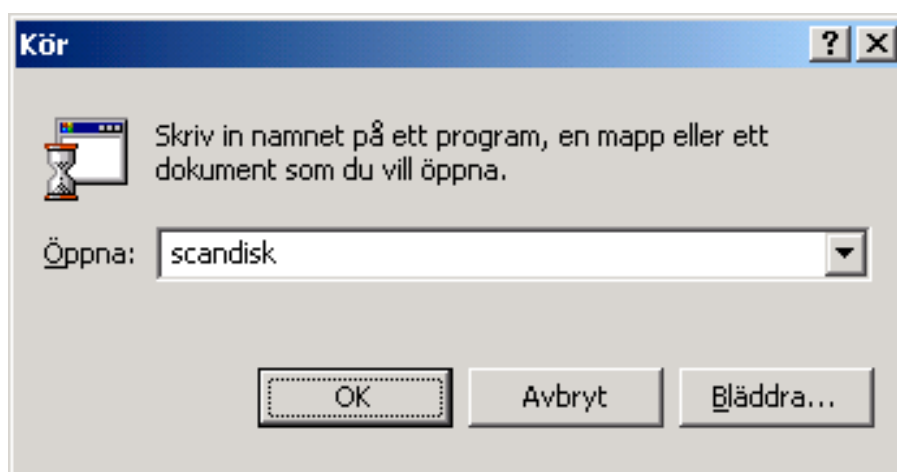 Kör
Skriv in namnet på ett program, en mapp eller ett
dokument som du vill öppna.
Öppna: scandisk
OK Avbryt Bläddra...